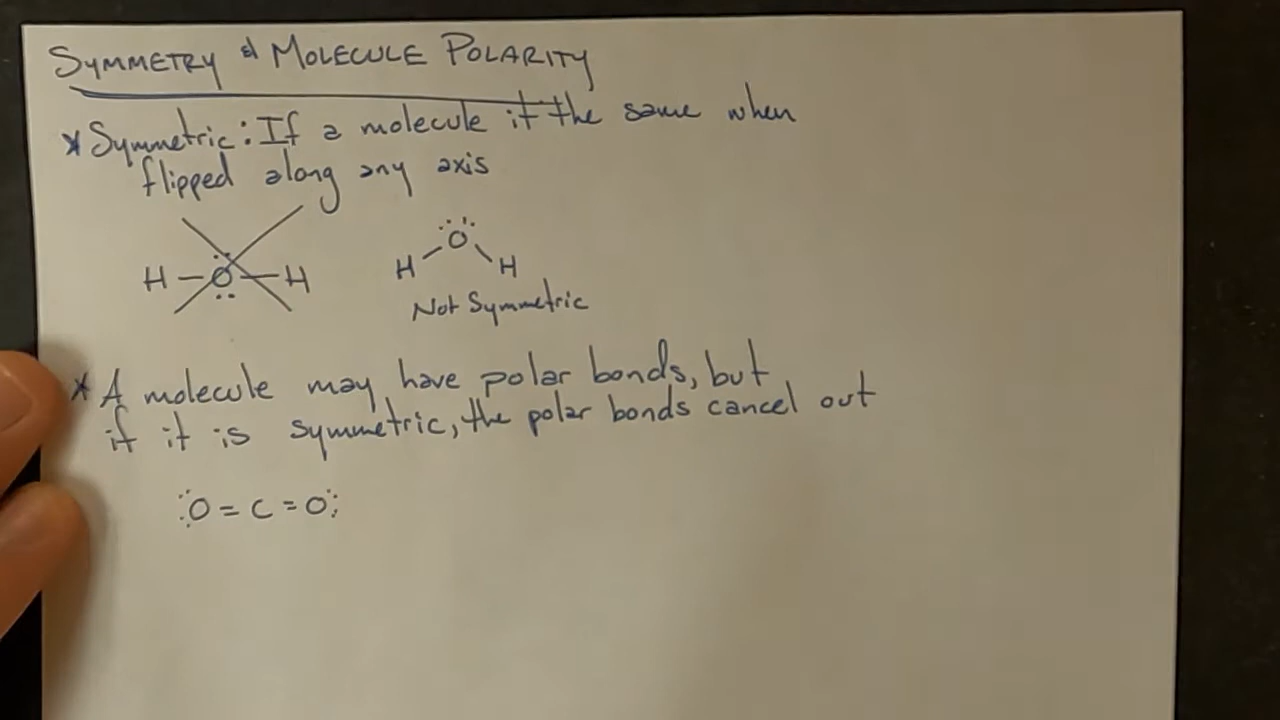 SYMMETRY & MOLECULE POLARITY
* Symmetric: If a molecule it the same when
flipped along any axis
H - O - H
O
H H
Not Symmetric
* A molecule may have polar bonds, but
if it is symmetric, the polar bonds cancel out
:O = C = O: